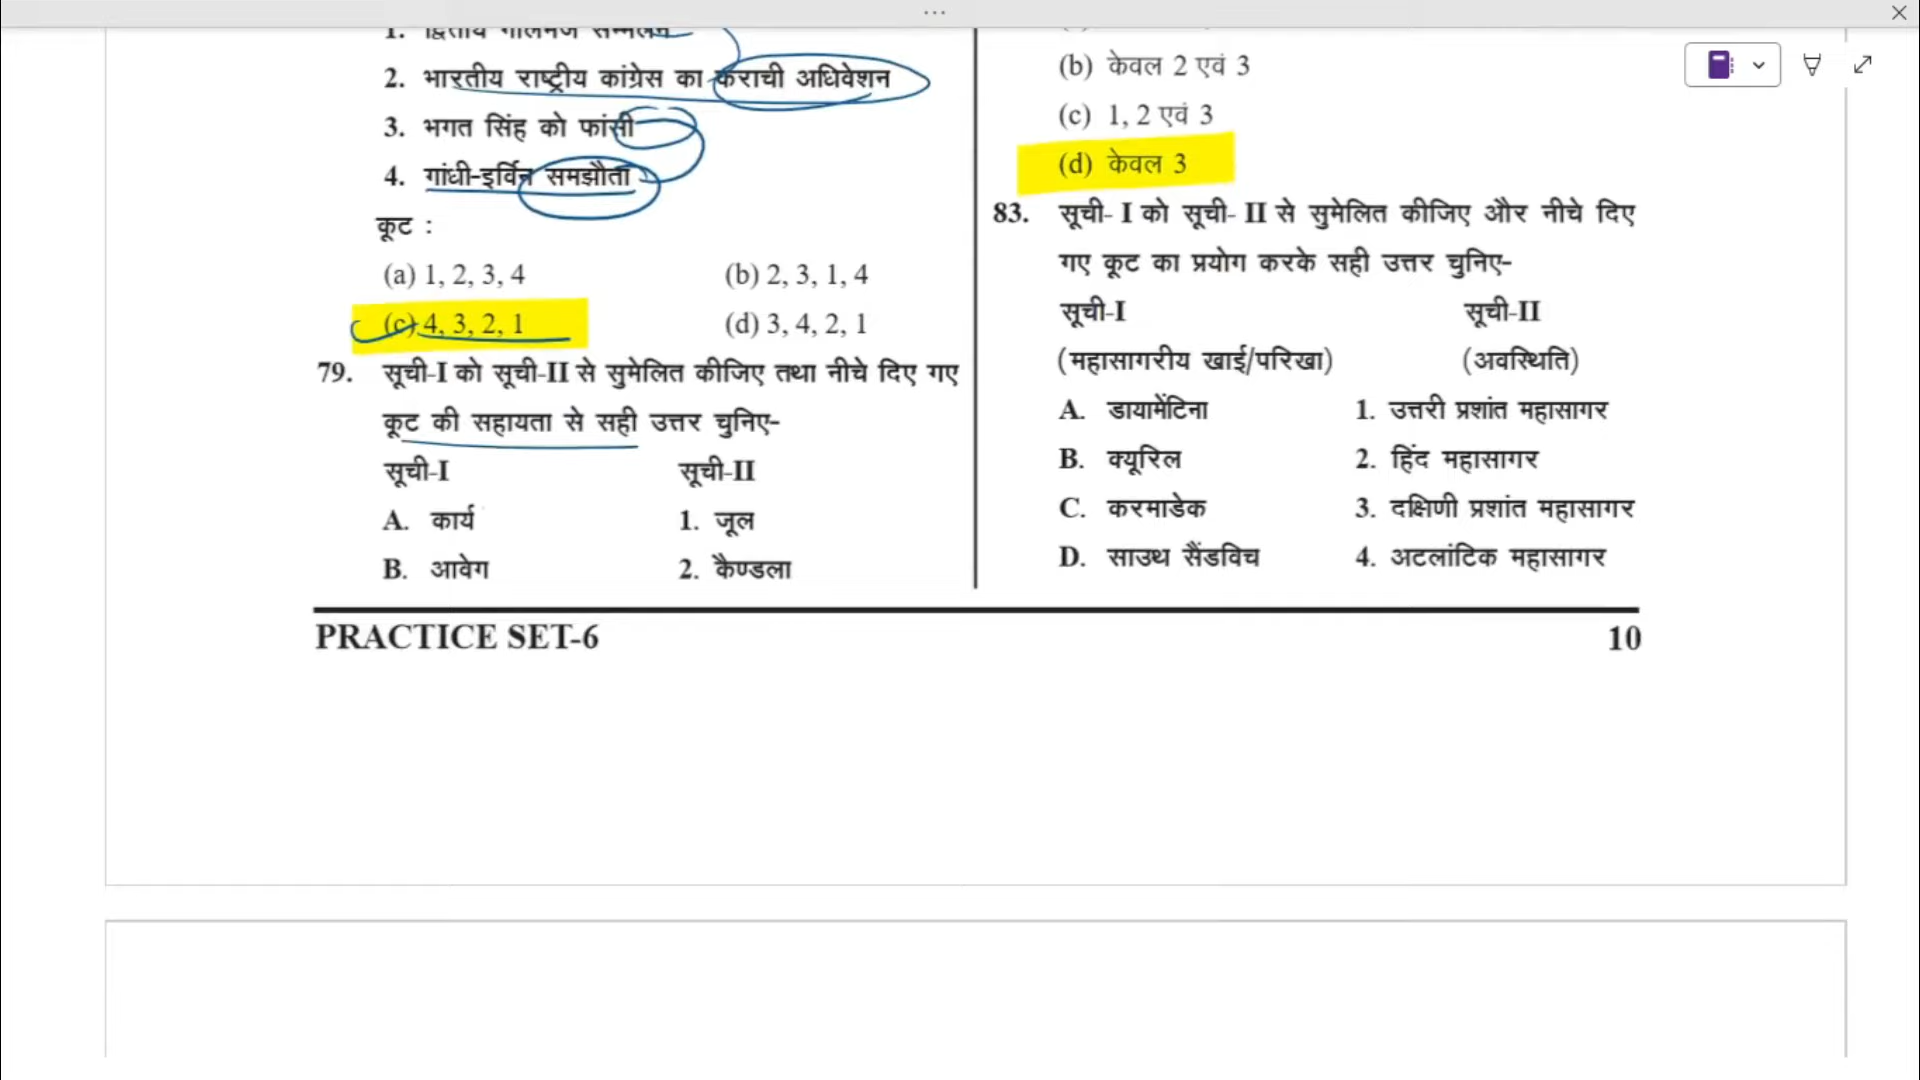 1. द्वितीय गोलमेज सम्मेलन
2. भारतीय राष्ट्रीय कांग्रेस का कराची अधिवेशन
3. भगत सिंह को फांसी
4. गांधी-इर्विन समझौता
कूट :
(a) 1, 2, 3, 4 (b) 2, 3, 1, 4
(c) 4, 3, 2, 1 (d) 3, 4, 2, 1
79. सूची-I को सूची-II से सुमेलित कीजिए तथा नीचे दिए गए
कूट की सहायता से सही उत्तर चुनिए-
सूची-I सूची-II
A. कार्य 1. जूल
B. आवेग 2. कैण्डला
(b) केवल 2 एवं 3
(c) 1, 2 एवं 3
(d) केवल 3
83. सूची- I को सूची- II से सुमेलित कीजिए और नीचे दिए
गए कूट का प्रयोग करके सही उत्तर चुनिए-
सूची-I सूची-II
(महासागरीय खाई/परिखा) (अवस्थिति)
A. डायामेंटिना 1. उत्तरी प्रशांत महासागर
B. क्यूरिल 2. हिंद महासागर
C. करमाडेक 3. दक्षिणी प्रशांत महासागर
D. साउथ सैंडविच 4. अटलांटिक महासागर
PRACTICE SET-6 10